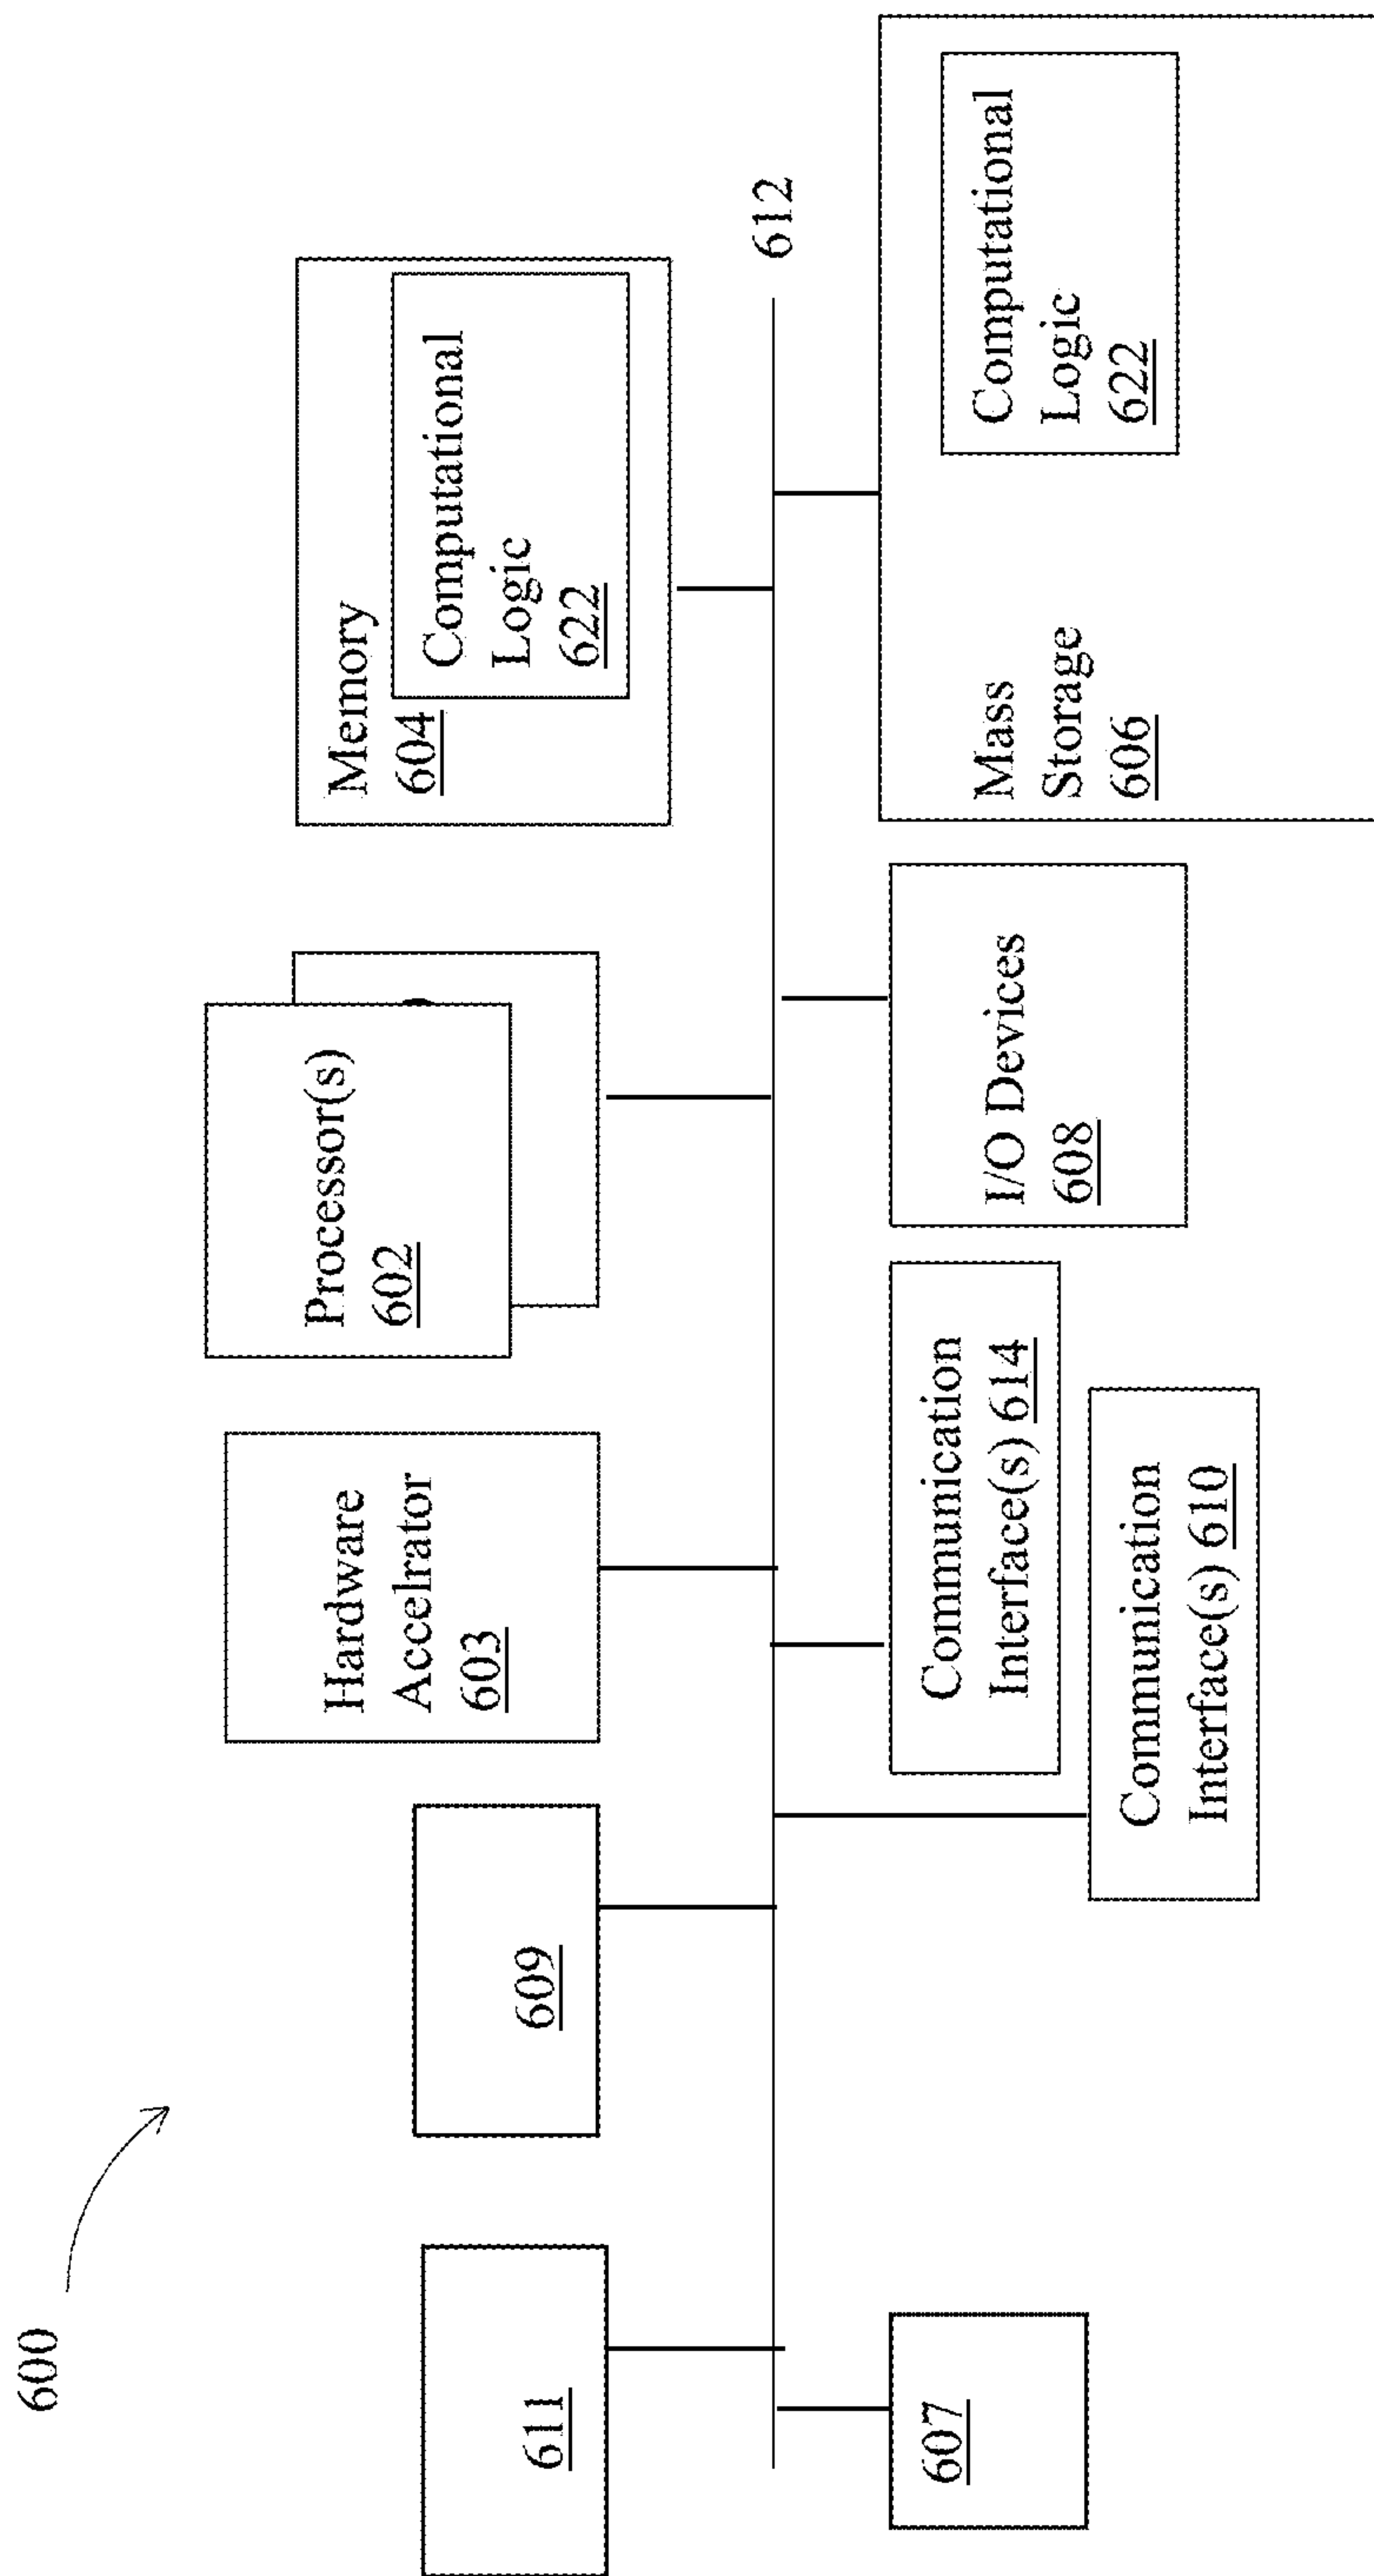 600
611
609
Hardware
Accelrator
603
Processor(s)
602
Memory
604
Computational
Logic
622
612
607
Communication
Interface(s) 610
Communication
Interface(s) 614
I/O Devices
608
Mass
Storage
606
Computational
Logic
622